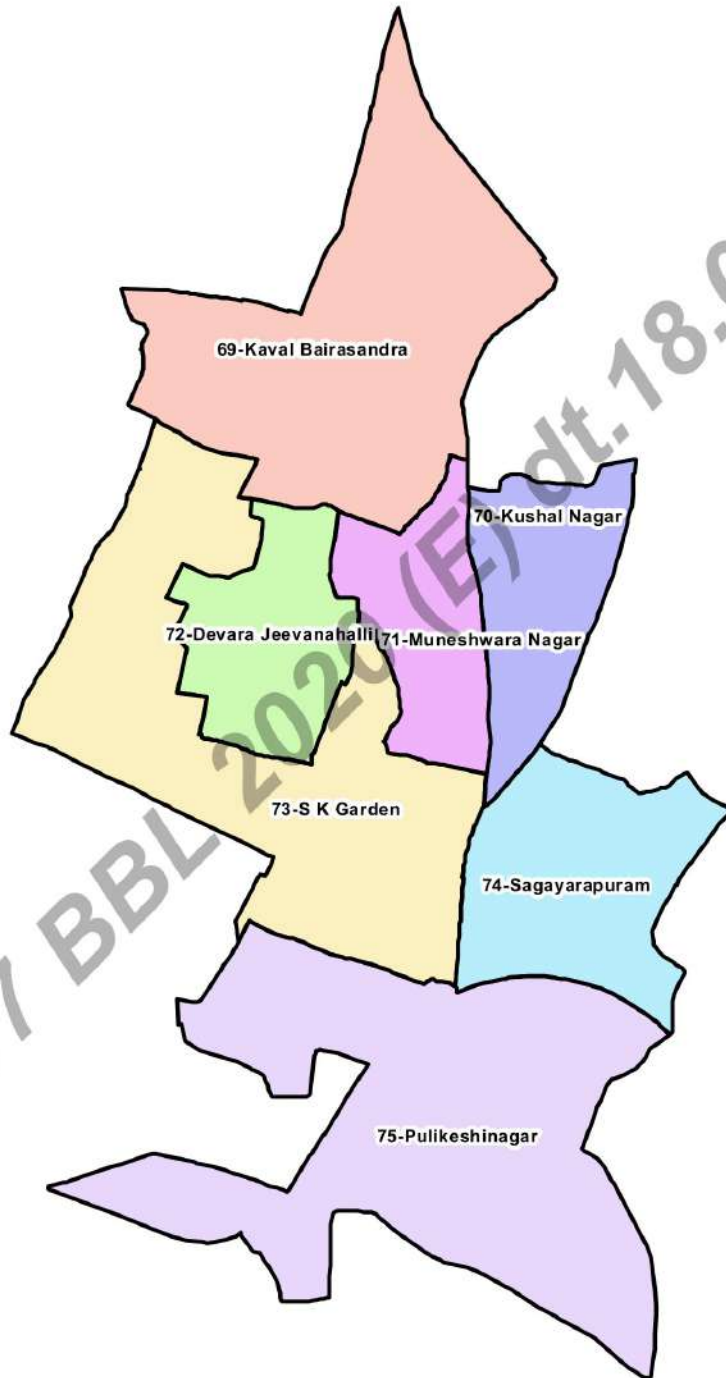 69-Kaval Bairasandra
70-Kushal Nagar
72-Devara Jeevanahalli
71-Muneshwara Nagar
73-S K Garden
74-Sagayarapuram
75-Pulikeshinagar
BBL 2020 (E) dt.18.